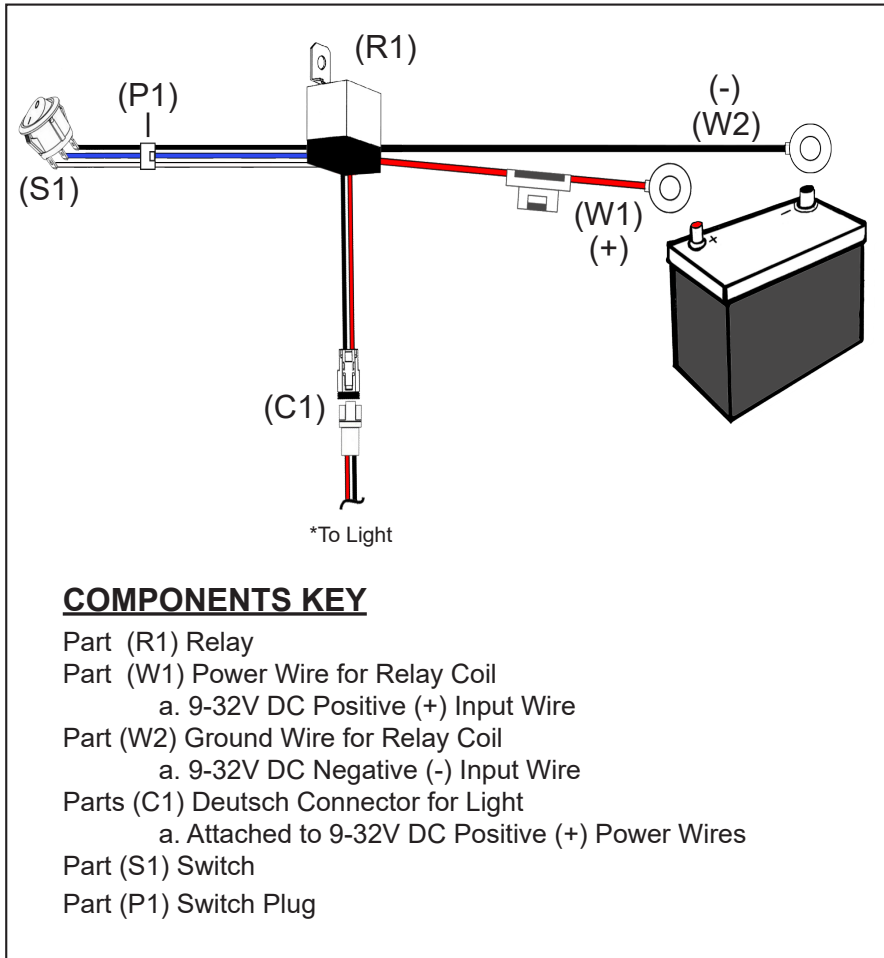 (R1)
(P1)
(-)
(W2)
(S1)
(W1)
(+)
+
−
(C1)
*To Light
COMPONENTS KEY
Part (R1) Relay
Part (W1) Power Wire for Relay Coil
a. 9-32V DC Positive (+) Input Wire
Part (W2) Ground Wire for Relay Coil
a. 9-32V DC Negative (-) Input Wire
Parts (C1) Deutsch Connector for Light
a. Attached to 9-32V DC Positive (+) Power Wires
Part (S1) Switch
Part (P1) Switch Plug